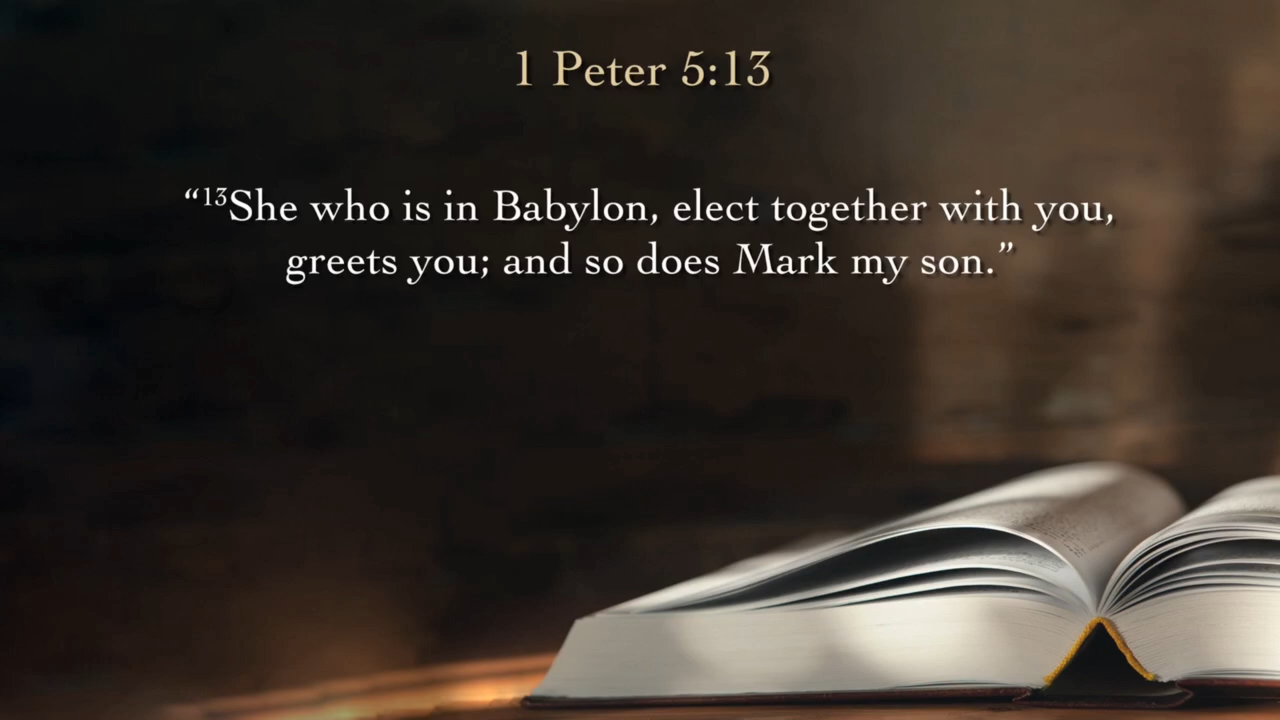 1 Peter 5:13
“¹³She who is in Babylon, elect together with you,
greets you; and so does Mark my son.”